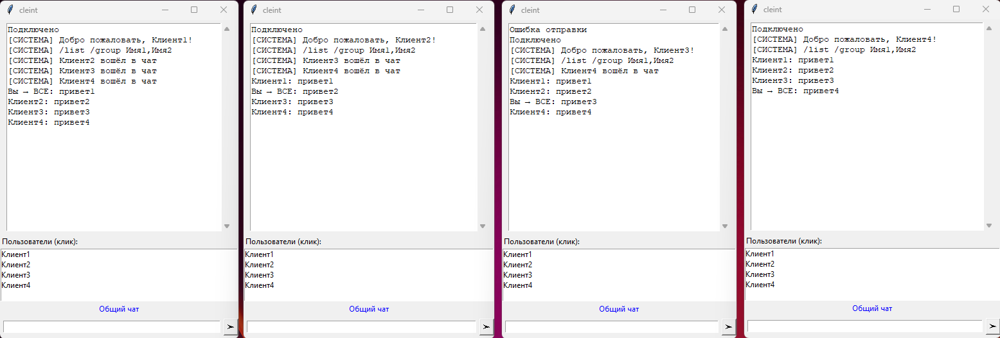 cleint
Подключено
[СИСТЕМА] Добро пожаловать, Клиент1!
[СИСТЕМА] /list /group Имя1,Имя2
[СИСТЕМА] Клиент2 вошёл в чат
[СИСТЕМА] Клиент3 вошёл в чат
[СИСТЕМА] Клиент4 вошёл в чат
Вы → ВСЕ: привет1
Клиент2: привет2
Клиент3: привет3
Клиент4: привет4
Пользователи (клик):
Клиент1
Клиент2
Клиент3
Клиент4
Общий чат
➣
cleint
Подключено
[СИСТЕМА] Добро пожаловать, Клиент2!
[СИСТЕМА] /list /group Имя1,Имя2
[СИСТЕМА] Клиент3 вошёл в чат
[СИСТЕМА] Клиент4 вошёл в чат
Клиент1: привет1
Вы → ВСЕ: привет2
Клиент3: привет3
Клиент4: привет4
Пользователи (клик):
Клиент1
Клиент2
Клиент3
Клиент4
Общий чат
➣
cleint
Ошибка отправки
Подключено
[СИСТЕМА] Добро пожаловать, Клиент3!
[СИСТЕМА] /list /group Имя1,Имя2
[СИСТЕМА] Клиент4 вошёл в чат
Клиент1: привет1
Клиент2: привет2
Вы → ВСЕ: привет3
Клиент4: привет4
Пользователи (клик):
Клиент1
Клиент2
Клиент3
Клиент4
Общий чат
➣
cleint
Подключено
[СИСТЕМА] Добро пожаловать, Клиент4!
[СИСТЕМА] /list /group Имя1,Имя2
Клиент1: привет1
Клиент2: привет2
Клиент3: привет3
Вы → ВСЕ: привет4
Пользователи (клик):
Клиент1
Клиент2
Клиент3
Клиент4
Общий чат
➣